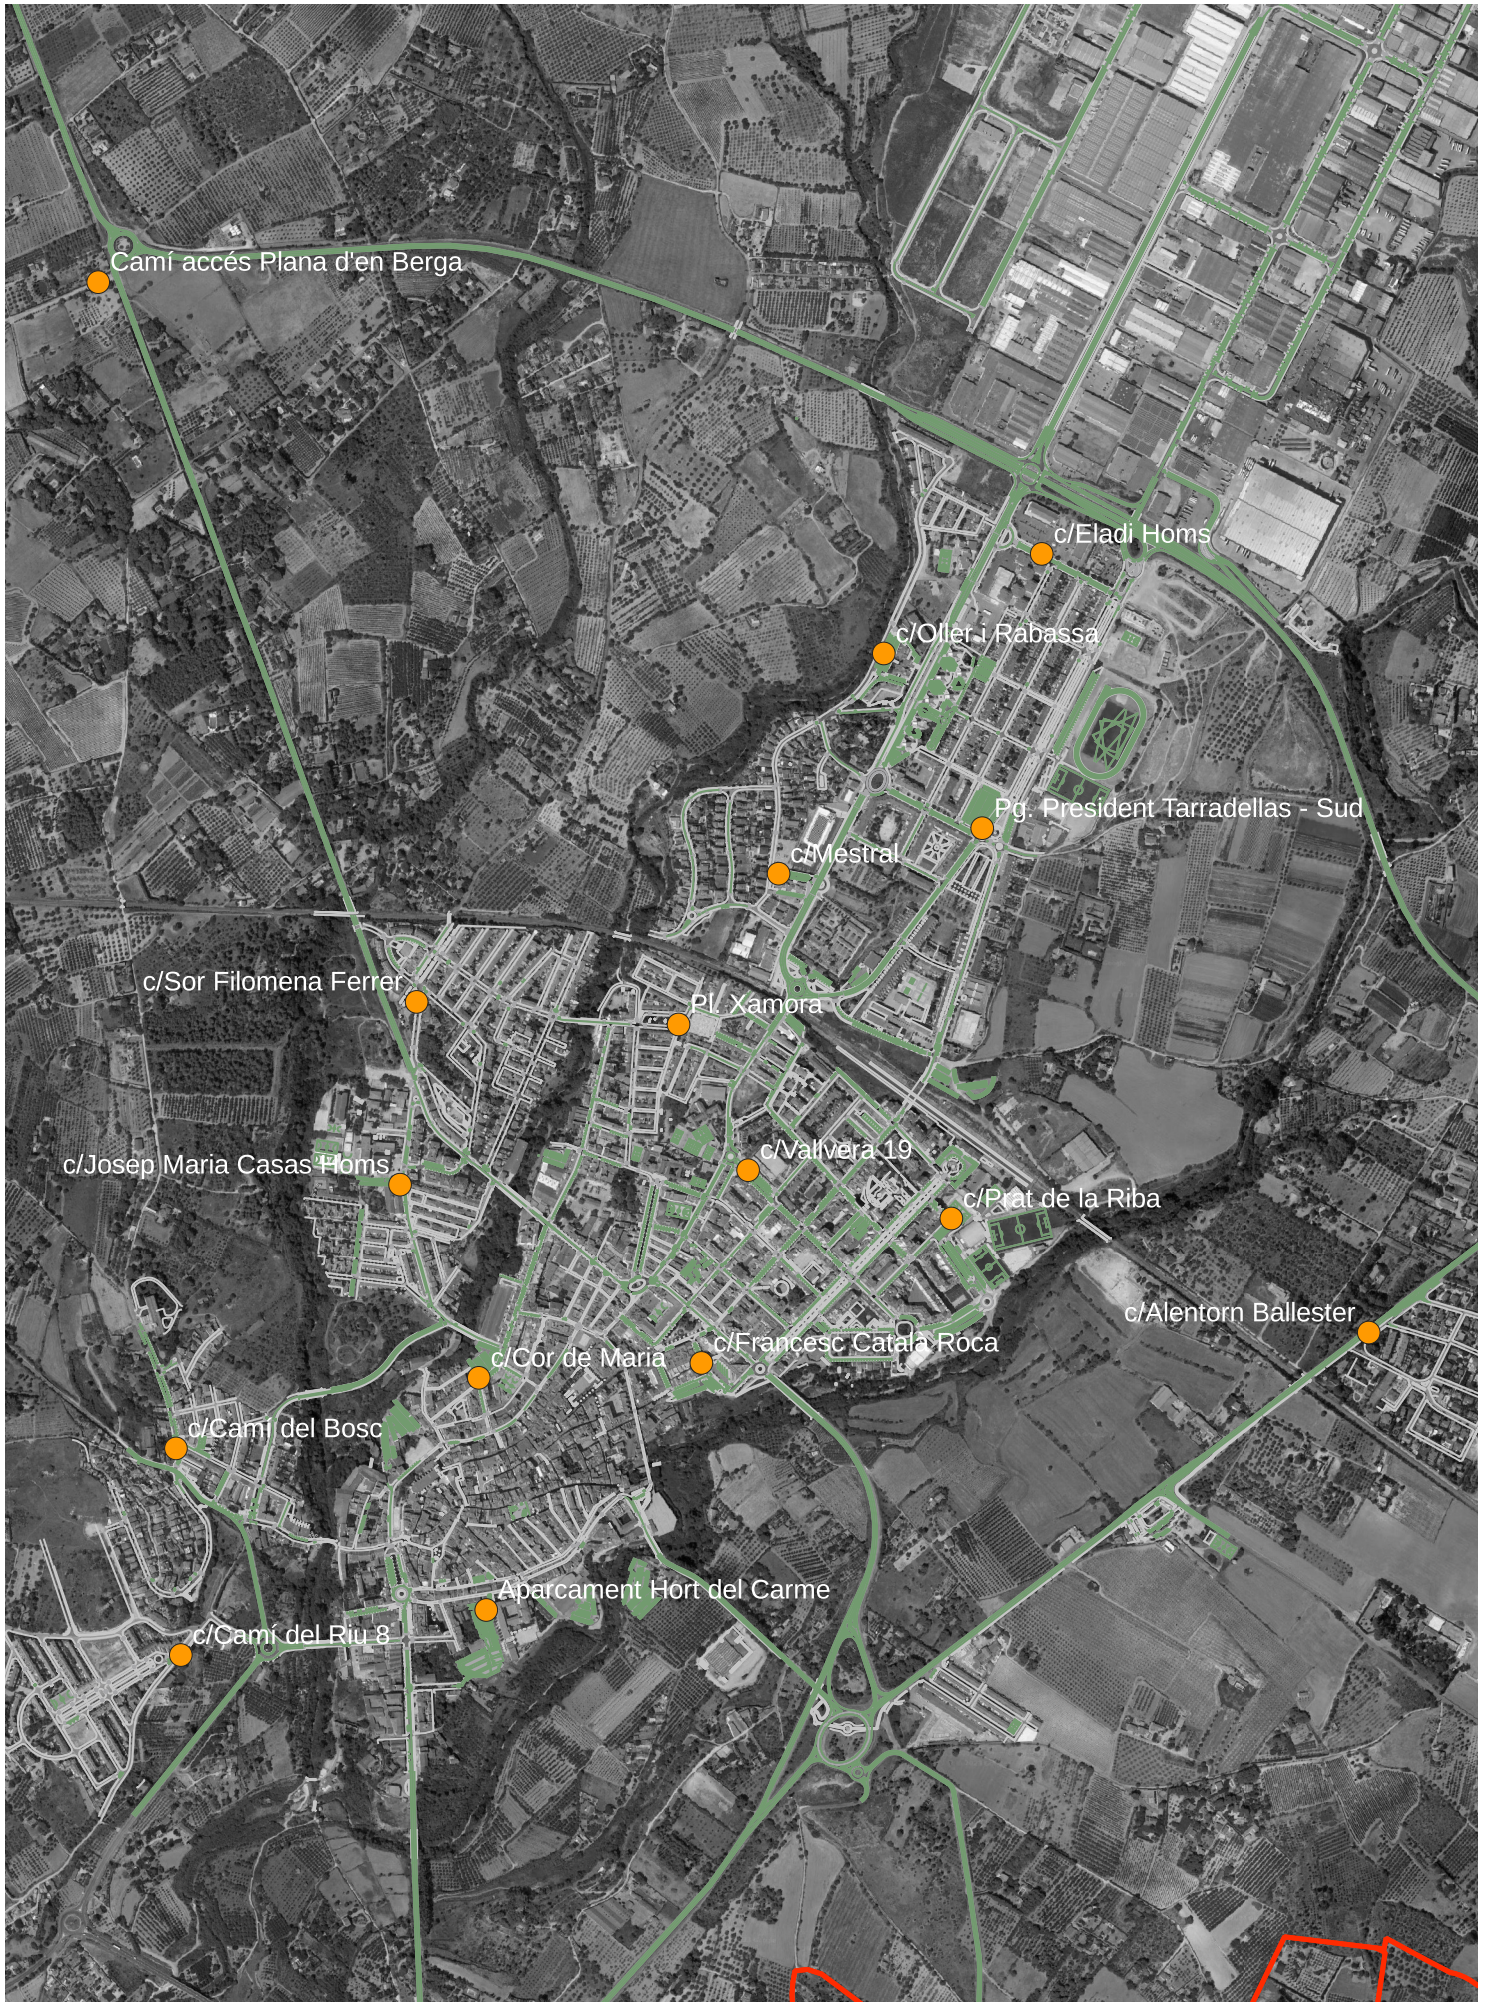 Camí accés Plana d'en Berga
c/Eladi Homs
c/Oller i Rabassa
Pg. President Tarradellas - Sud
c/Mestral
c/Sor Filomena Ferrer
Pl. Xamora
c/Vallvera 19
c/Josep Maria Casas Homs
c/Prat de la Riba
c/Alentorn Ballester
c/Francesc Català Roca
c/Cor de Maria
c/Camí del Bosc
Aparcament Hort del Carme
c/Camí del Riu 8